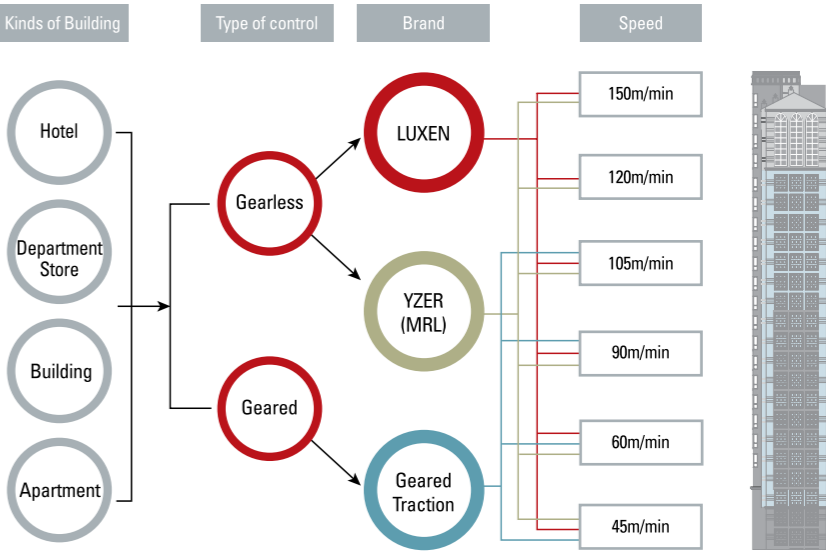 Kinds of Building
Type of control
Brand
Speed
Hotel
Department
Store
Building
Apartment
Gearless
Geared
LUXEN
YZER
(MRL)
Geared
Traction
150m/min
120m/min
105m/min
90m/min
60m/min
45m/min